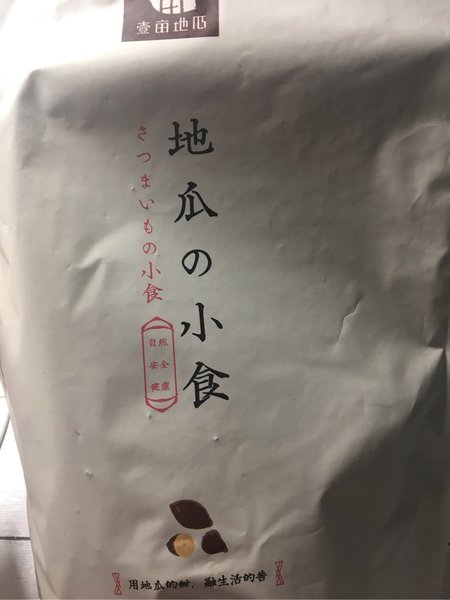 壹亩地瓜
地瓜の小食
さつまいもの小食
自然
安全
健康
用地瓜的甜，融生活的苦